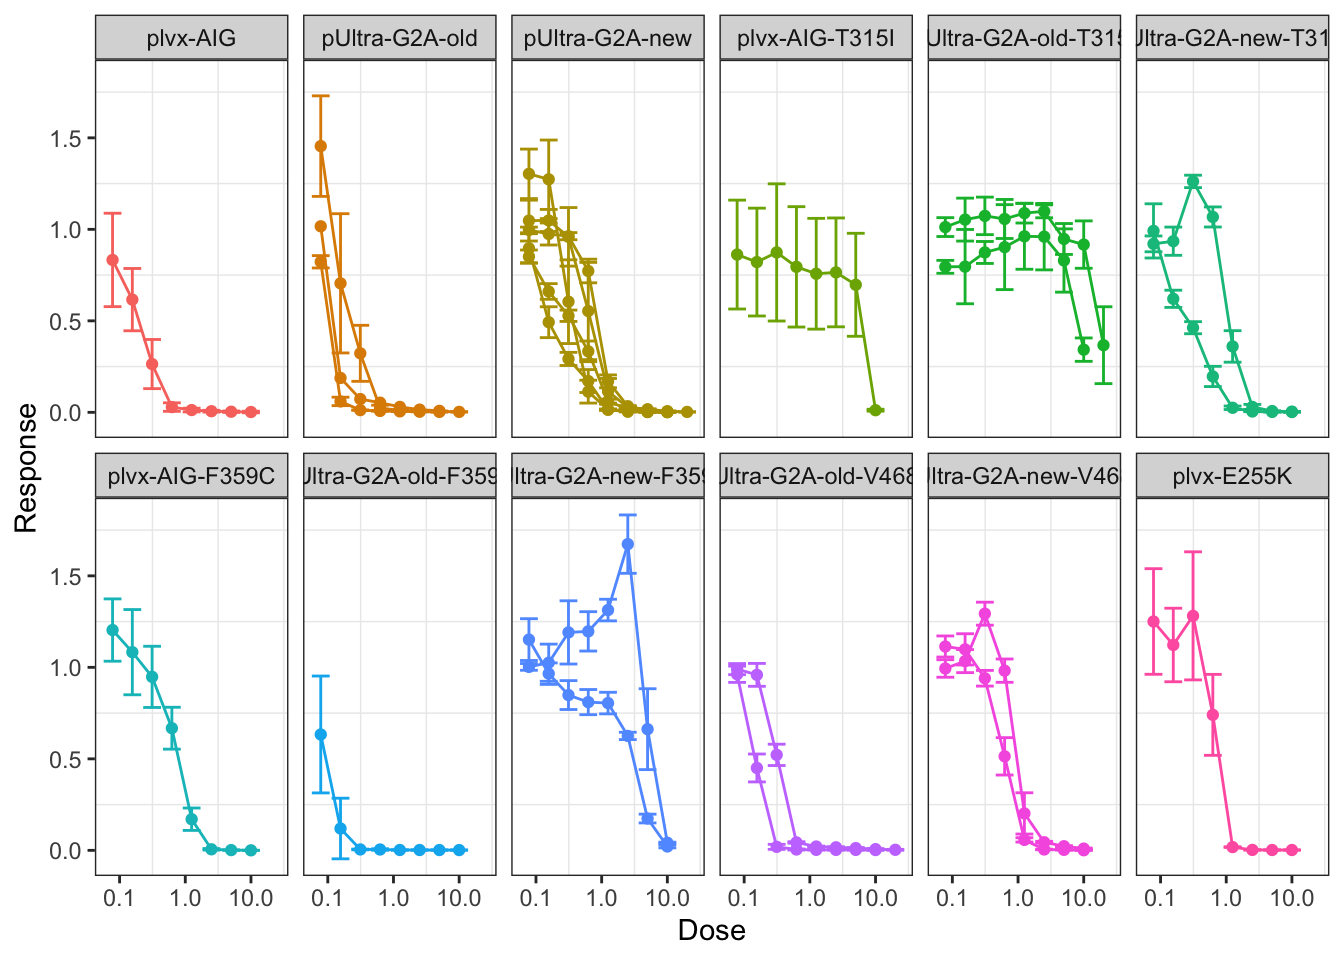 plvx-AIG
pUltra-G2A-old
pUltra-G2A-new
plvx-AIG-T315I
Ultra-G2A-old-T315
Ultra-G2A-new-T31
1.5
1.0
0.5
0.0
plvx-AIG-F359C
Ultra-G2A-old-F359
ltra-G2A-new-F359
Ultra-G2A-old-V468
ltra-G2A-new-V468
plvx-E255K
1.5
1.0
0.5
0.0
Response
0.1 1.0 10.0
0.1 1.0 10.0
0.1 1.0 10.0
0.1 1.0 10.0
0.1 1.0 10.0
0.1 1.0 10.0
Dose